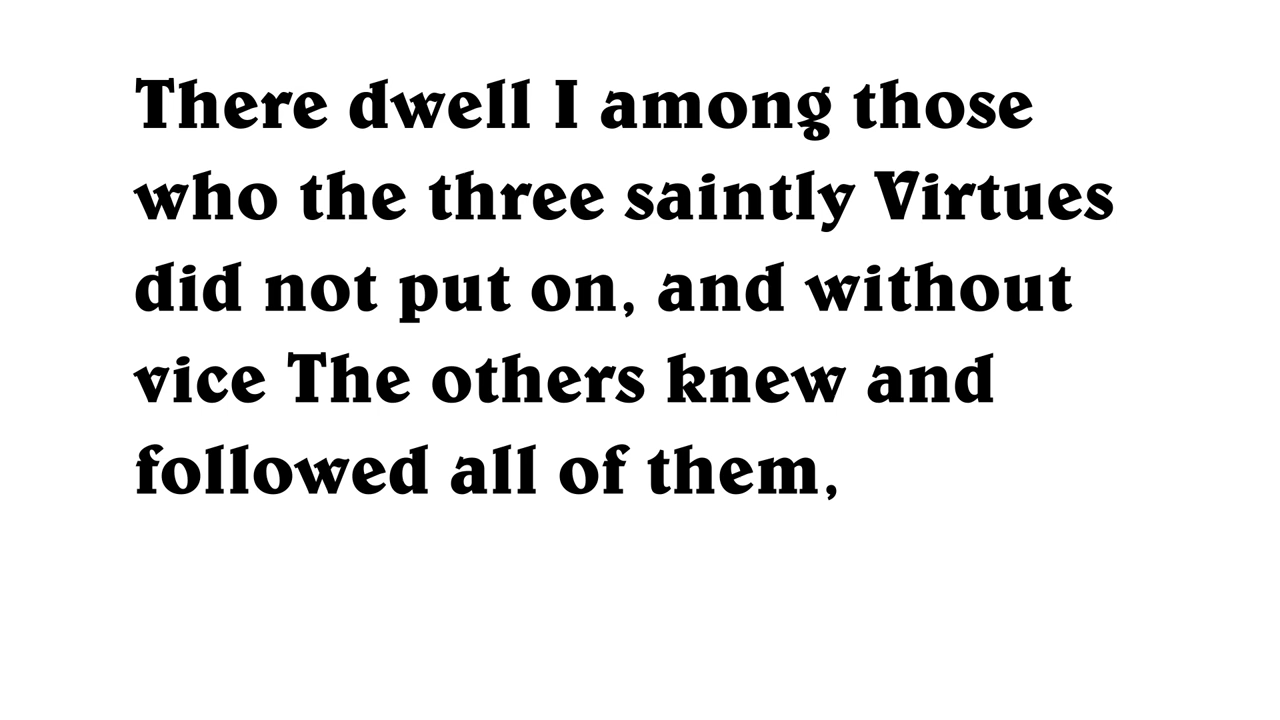 There dwell I among those
who the three saintly Virtues
did not put on, and without
vice The others knew and
followed all of them,